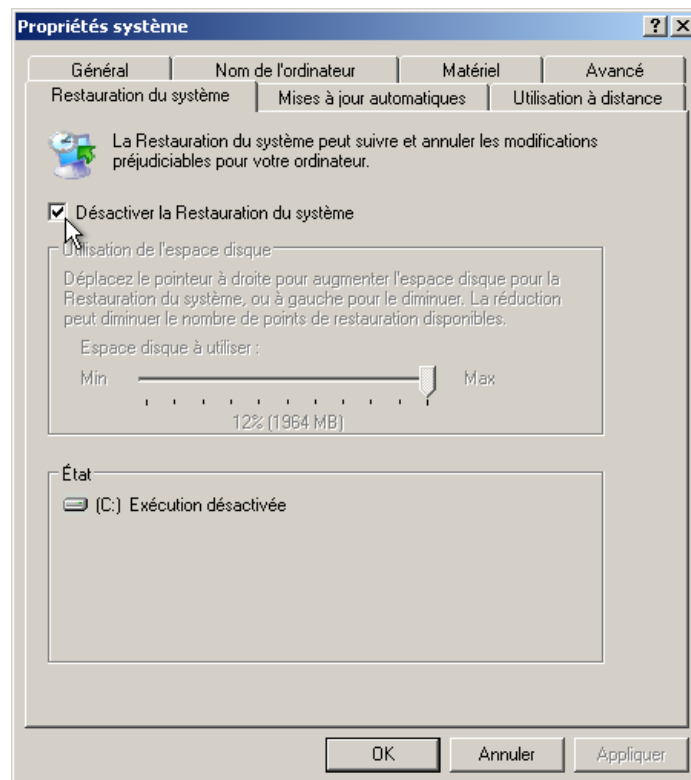 Propriétés système
Général
Nom de l'ordinateur
Matériel
Avancé
Restauration du système
Mises à jour automatiques
Utilisation à distance
La Restauration du système peut suivre et annuler les modifications
préjudiciables pour votre ordinateur.
Désactiver la Restauration du système
Utilisation de l'espace disque
Déplacez le pointeur à droite pour augmenter l'espace disque pour la
Restauration du système, ou à gauche pour le diminuer. La réduction
peut diminuer le nombre de points de restauration disponibles.
Espace disque à utiliser :
Min
Max
12% (1964 MB)
État
(C:) Exécution désactivée
OK
Annuler
Appliquer